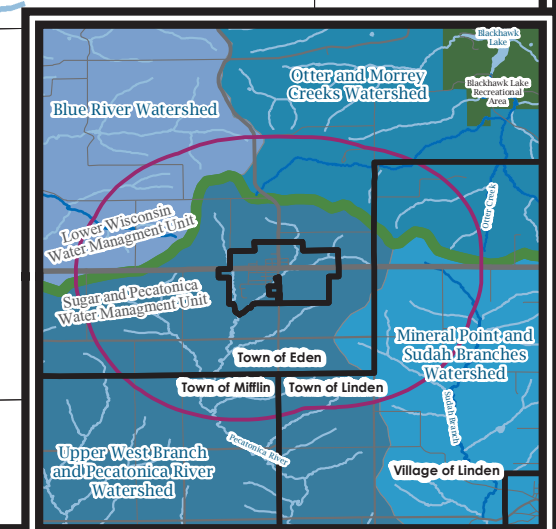 Blackhawk
Lake
Otter and Morrey
Creeks Watershed
Blackhawk Lake
Recreational
Area
Blue River Watershed
Otter Creek
Lower Wisconsin
Water Managment Unit
Sugar and Pecatonica
Water Managment Unit
Mineral Point and
Sudah Branches
Watershed
Town of Eden
Town of Mifflin
Town of Linden
Sudah Branch
Pecatonica River
Upper West Branch
and Pecatonica River
Watershed
Village of Linden